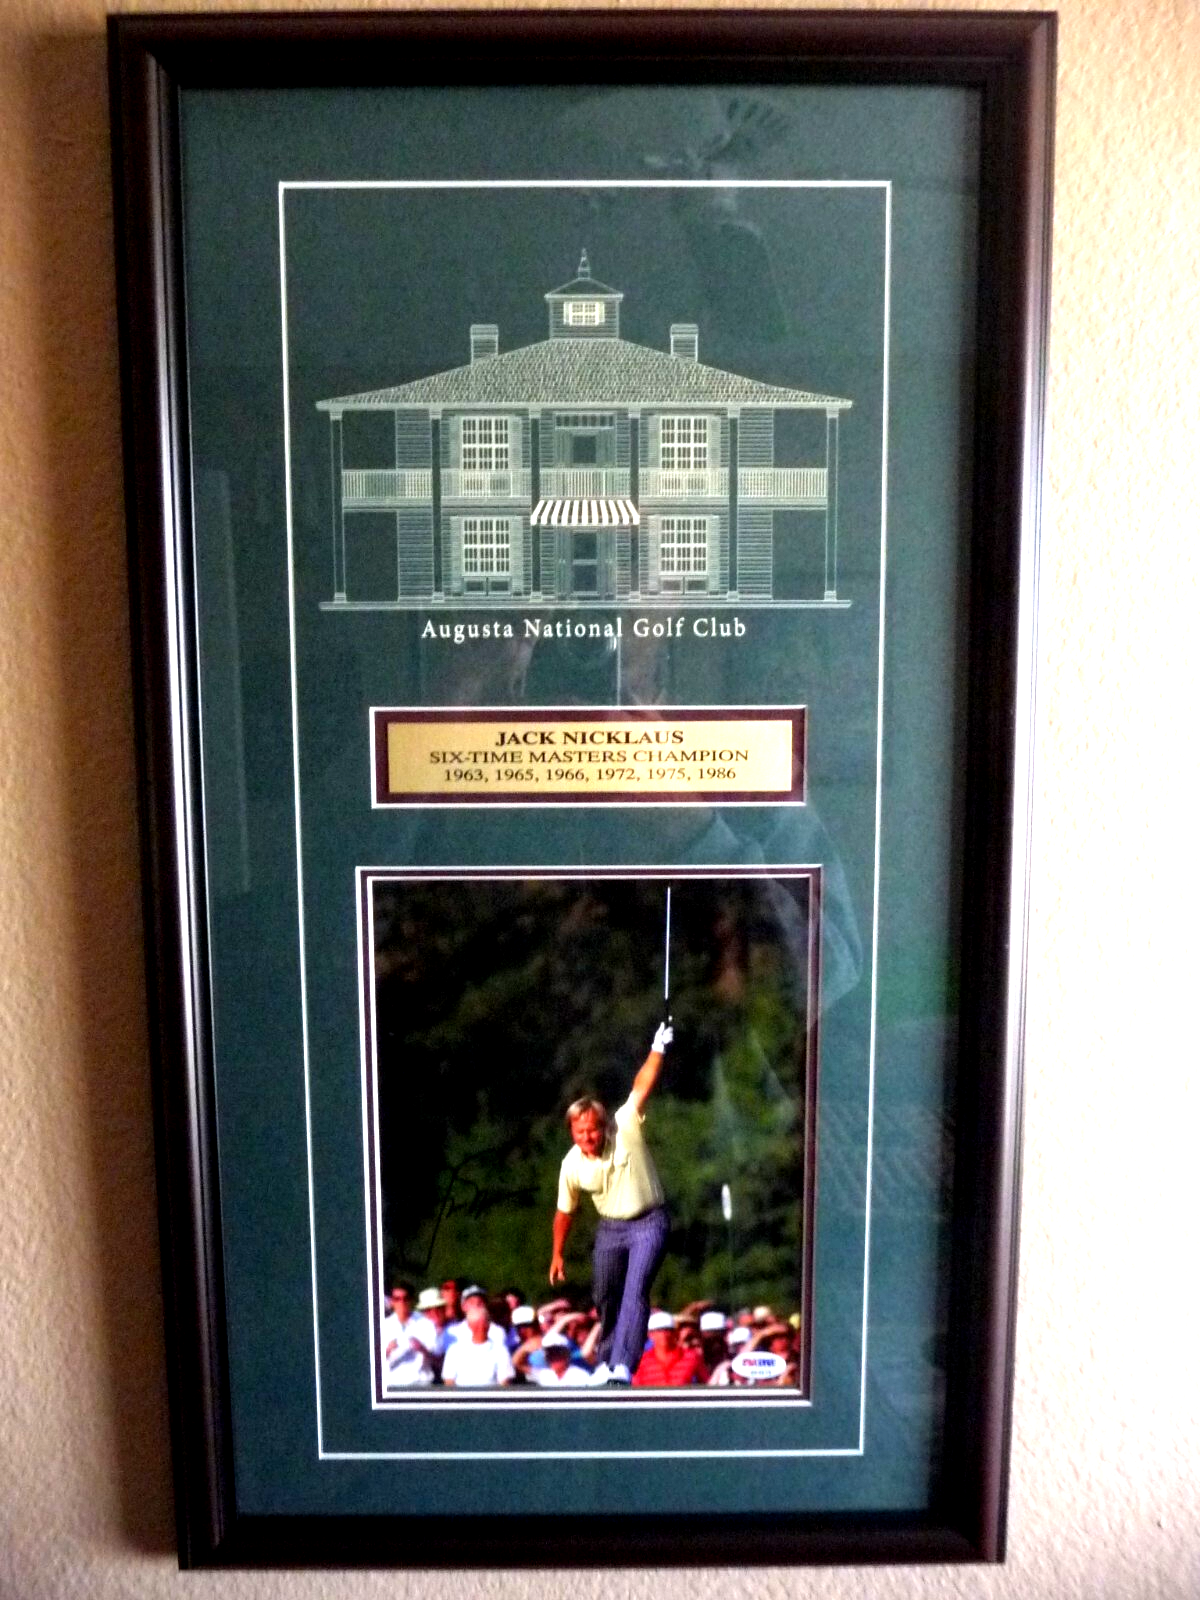 Augusta National Golf Club
JACK NICKLAUS
SIX-TIME MASTERS CHAMPION
1963, 1965, 1966, 1972, 1975, 1986